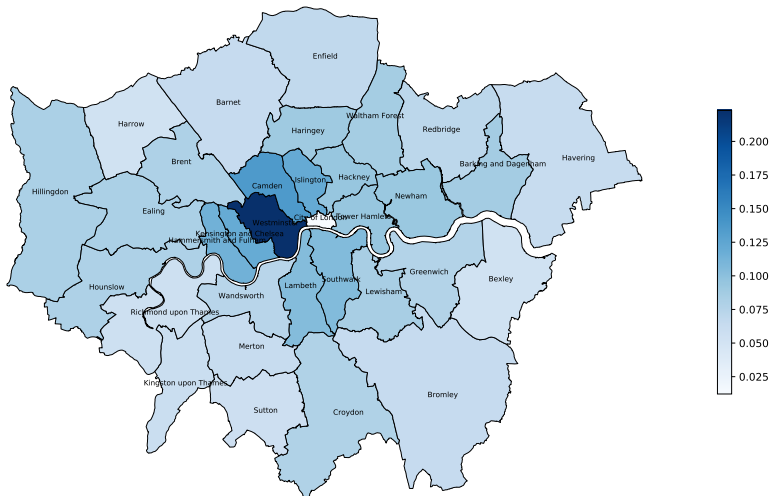 Enfield
Barnet
Harrow
Haringey
Waltham Forest
Redbridge
Havering
Barking and Dagenham
Brent
Hillingdon
Camden
Islington
Hackney
Newham
Ealing
Westminster
City of London
Tower Hamlets
Kensington and Chelsea
Hammersmith and Fulham
Hounslow
Wandsworth
Lambeth
Southwark
Lewisham
Greenwich
Bexley
Richmond upon Thames
Merton
Kingston upon Thames
Sutton
Croydon
Bromley
0.200
0.175
0.150
0.125
0.100
0.075
0.050
0.025